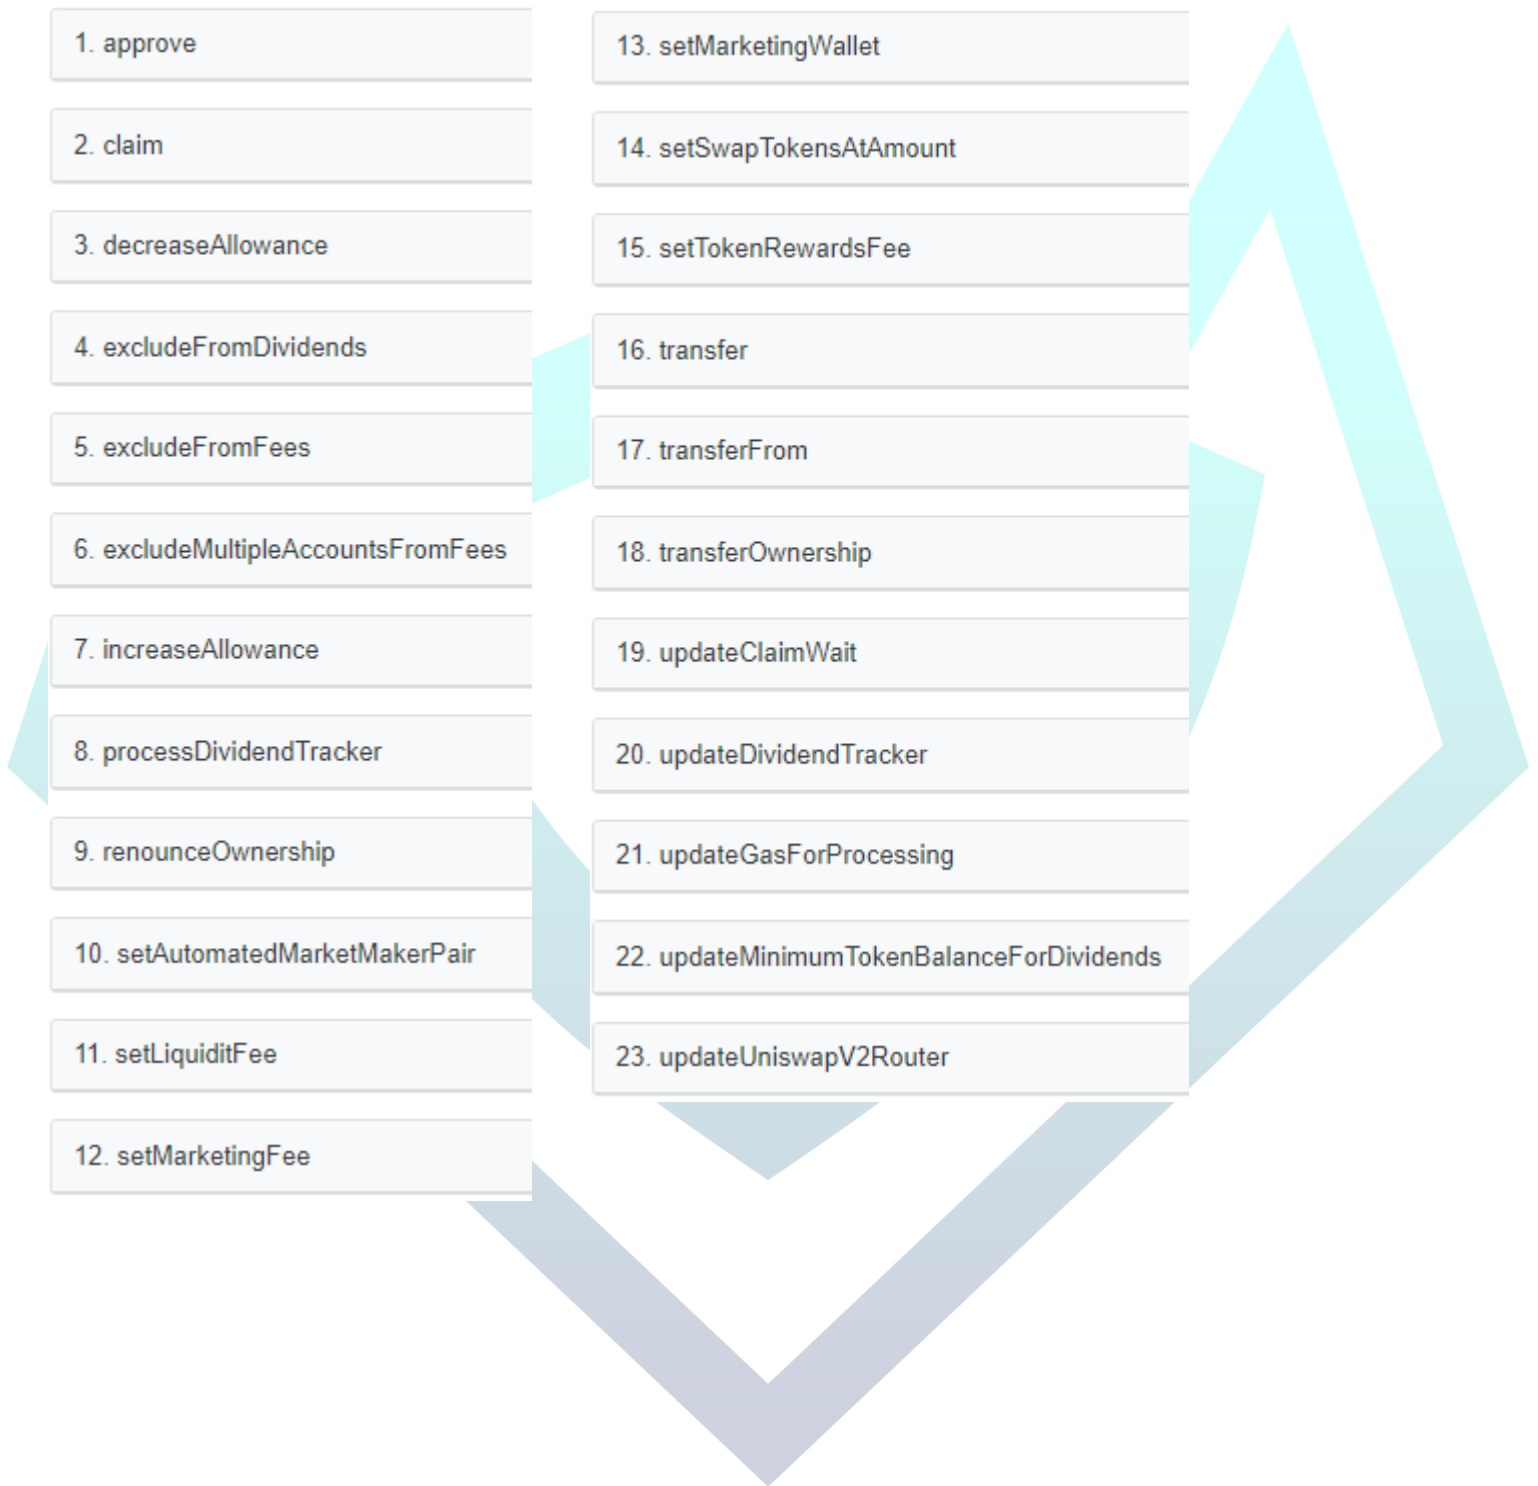 1. approve
2. claim
3. decreaseAllowance
4. excludeFromDividends
5. excludeFromFees
6. excludeMultipleAccountsFromFees
7. increaseAllowance
8. processDividendTracker
9. renounceOwnership
10. setAutomatedMarketMakerPair
11. setLiquiditFee
12. setMarketingFee
13. setMarketingWallet
14. setSwapTokensAtAmount
15. setTokenRewardsFee
16. transfer
17. transferFrom
18. transferOwnership
19. updateClaimWait
20. updateDividendTracker
21. updateGasForProcessing
22. updateMinimumTokenBalanceForDividends
23. updateUniswapV2Router